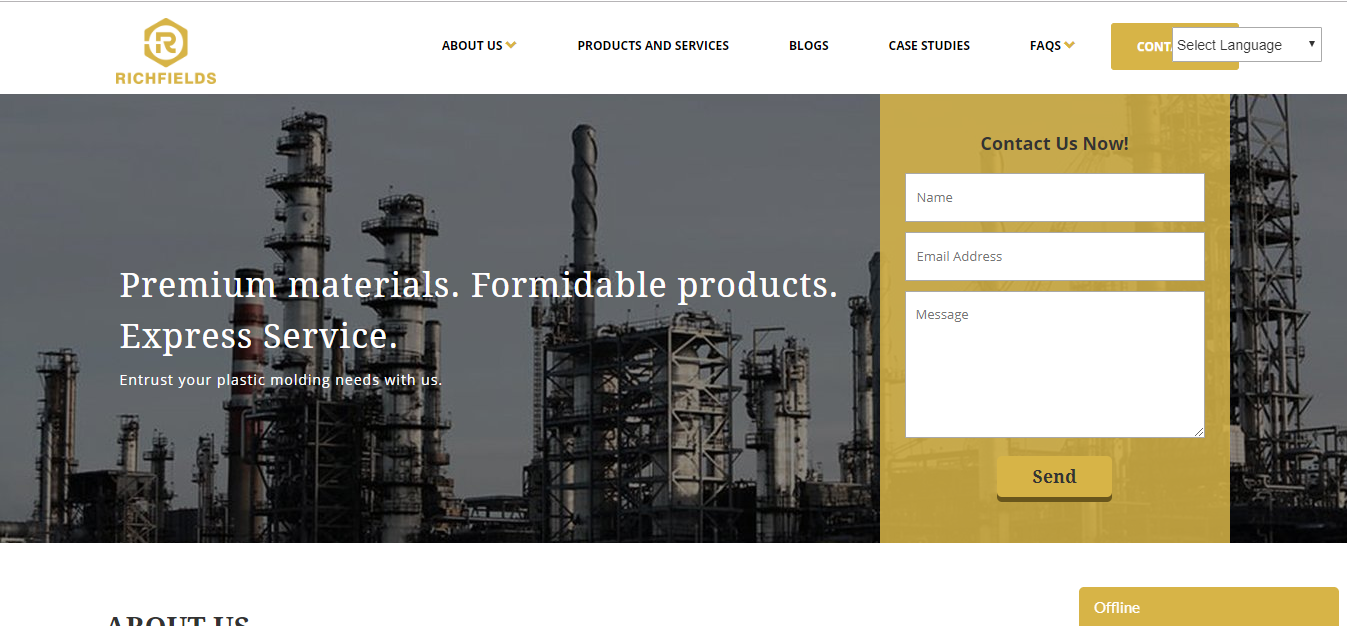 R
RICHFIELDS
ABOUT US
PRODUCTS AND SERVICES
BLOGS
CASE STUDIES
FAQS
CONT
Select Language
Premium materials. Formidable products.
Express Service.
Entrust your plastic molding needs with us.
Contact Us Now!
Name
Email Address
Message
Send
ABOUT US
Offline